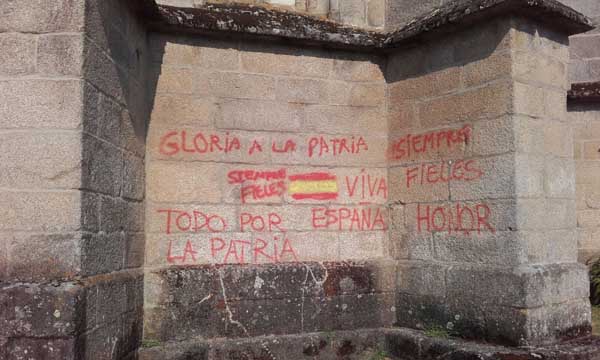 GLORIA A LA PATRIA
SIEMPRE
FIELES
SIEMPRE
FIELES
VIVA
TODO POR ESPAÑA HONOR
LA PATRIA